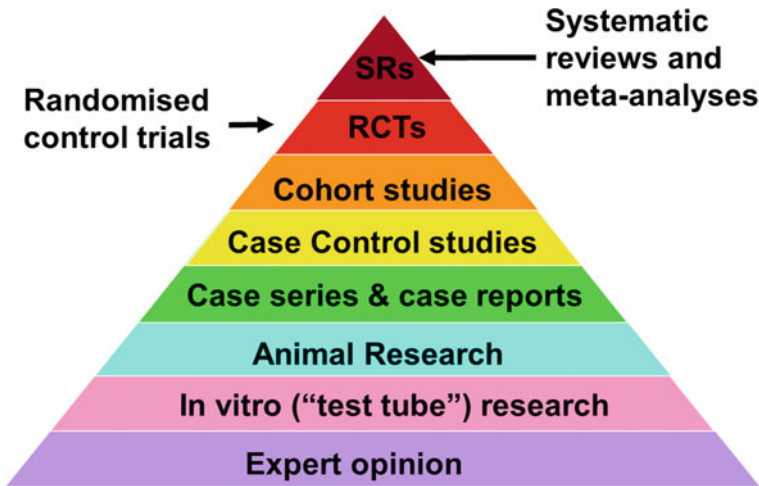 Systematic
reviews and
meta-analyses
SRs
Randomised
control trials
RCTs
Cohort studies
Case Control studies
Case series & case reports
Animal Research
In vitro (“test tube”) research
Expert opinion